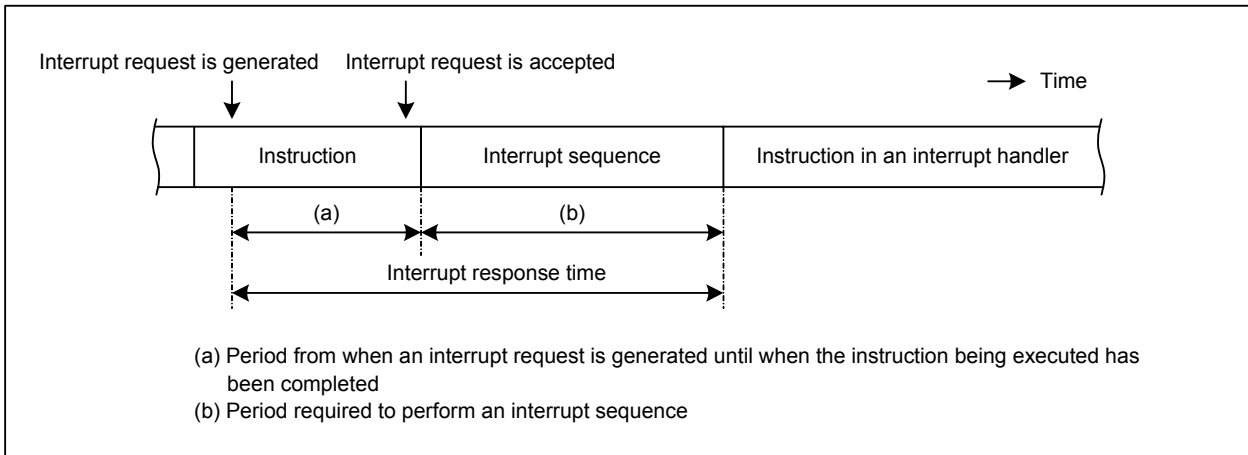 Interrupt request is generated
Interrupt request is accepted
Time
Instruction
Interrupt sequence
Instruction in an interrupt handler
(a)
(b)
Interrupt response time
(a) Period from when an interrupt request is generated until when the instruction being executed has
been completed
(b) Period required to perform an interrupt sequence